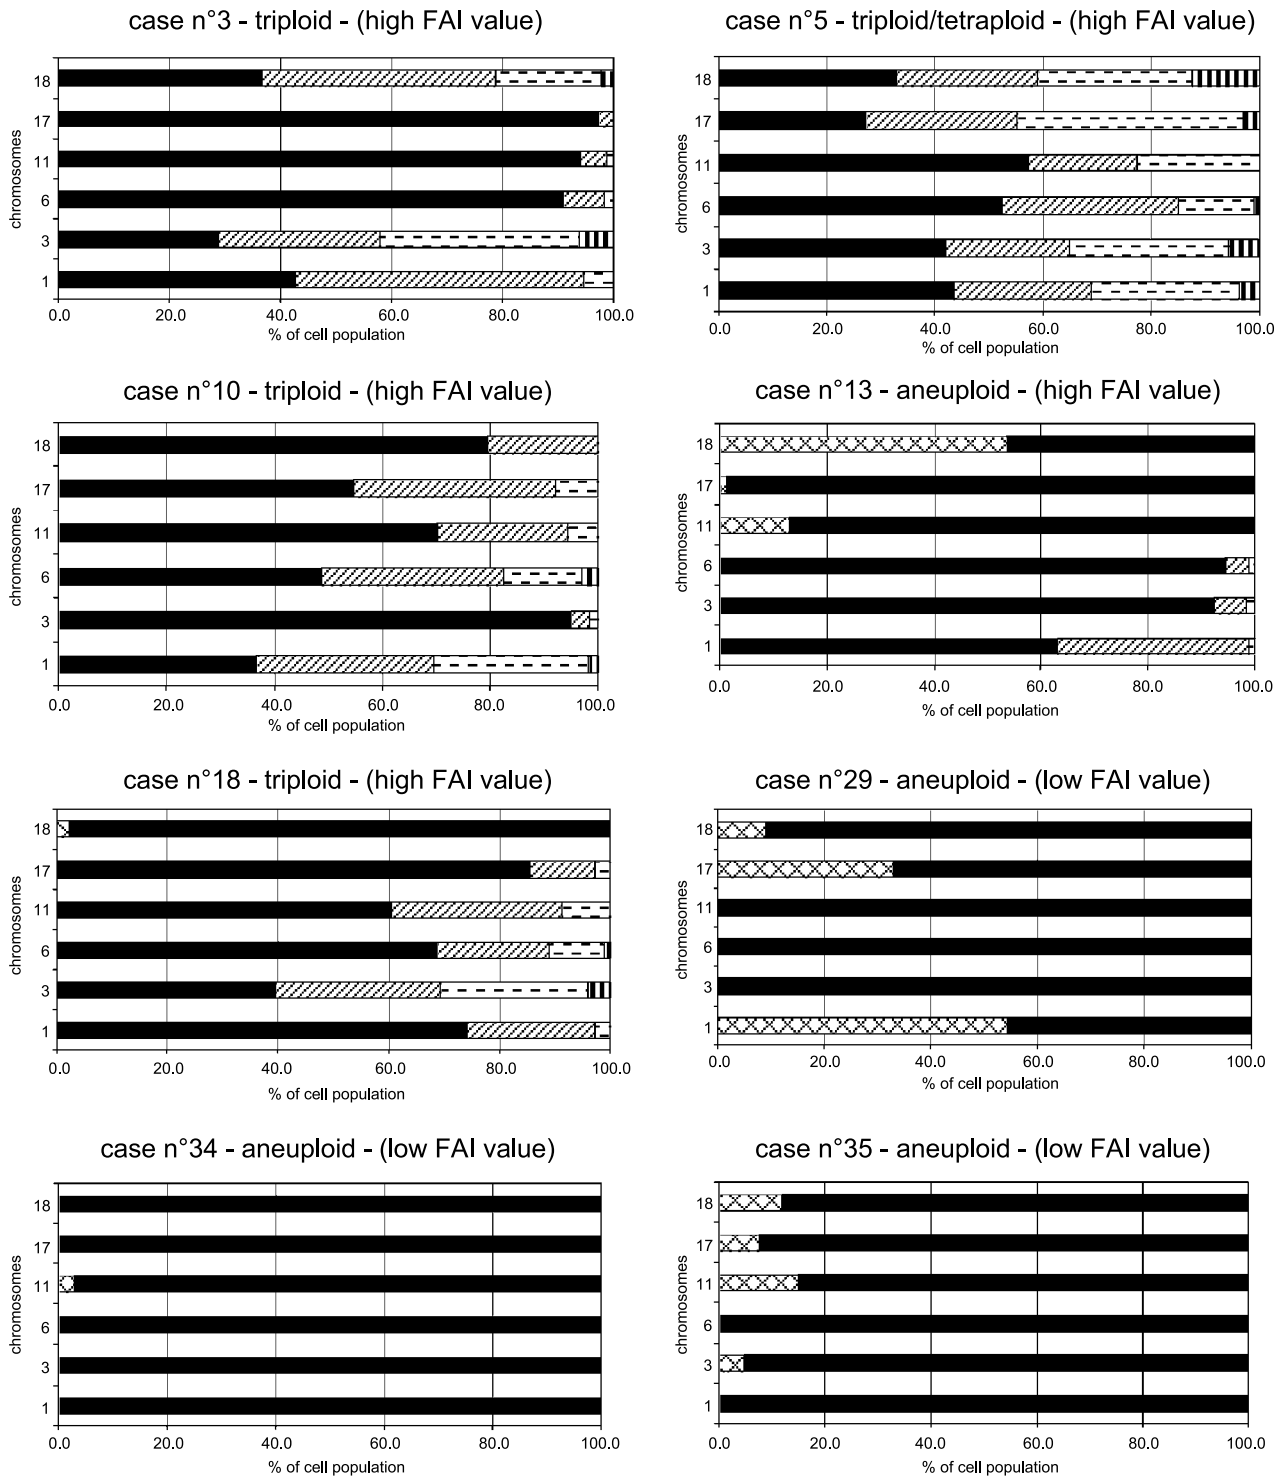 case n°3 - triploid - (high FAI value)
chromosomes
18
17
11
6
3
1
0.0 20.0 40.0 60.0 80.0 100.0
% of cell population
case n°5 - triploid/tetraploid - (high FAI value)
chromosomes
18
17
11
6
3
1
0.0 20.0 40.0 60.0 80.0 100.0
% of cell population
case n°10 - triploid - (high FAI value)
chromosomes
18
17
11
6
3
1
0.0 20.0 40.0 60.0 80.0 100.0
% of cell population
case n°13 - aneuploid - (high FAI value)
chromosomes
18
17
11
6
3
1
0.0 20.0 40.0 60.0 80.0 100.0
% of cell population
case n°18 - triploid - (high FAI value)
chromosomes
18
17
11
6
3
1
0.0 20.0 40.0 60.0 80.0 100.0
% of cell population
case n°29 - aneuploid - (low FAI value)
chromosomes
18
17
11
6
3
1
0.0 20.0 40.0 60.0 80.0 100.0
% of cell population
case n°34 - aneuploid - (low FAI value)
chromosomes
18
17
11
6
3
1
0.0 20.0 40.0 60.0 80.0 100.0
% of cell population
case n°35 - aneuploid - (low FAI value)
chromosomes
18
17
11
6
3
1
0.0 20.0 40.0 60.0 80.0 100.0
% of cell population